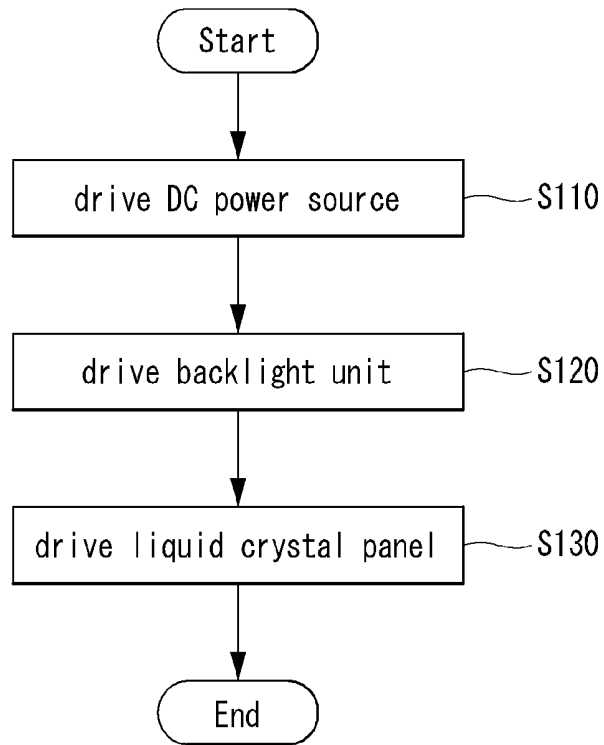 Start
drive DC power source
S110
drive backlight unit
S120
drive liquid crystal panel
S130
End